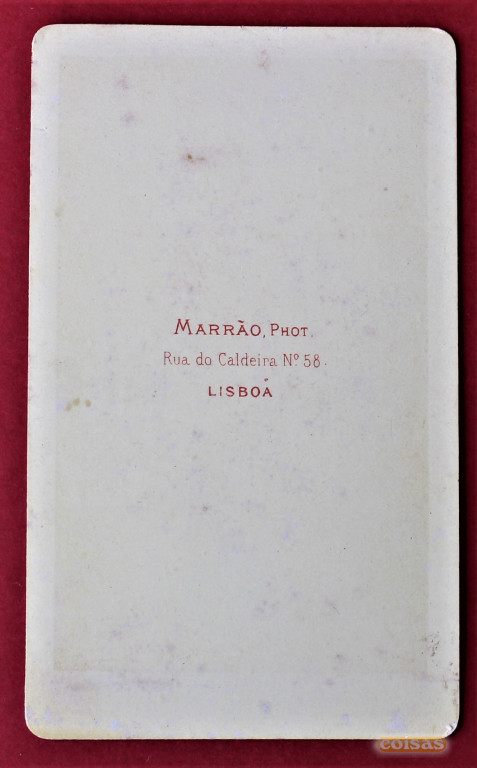 MARRÃO, PHOT.
Rua do Caldeira Nº 58.
LISBOA
coisas